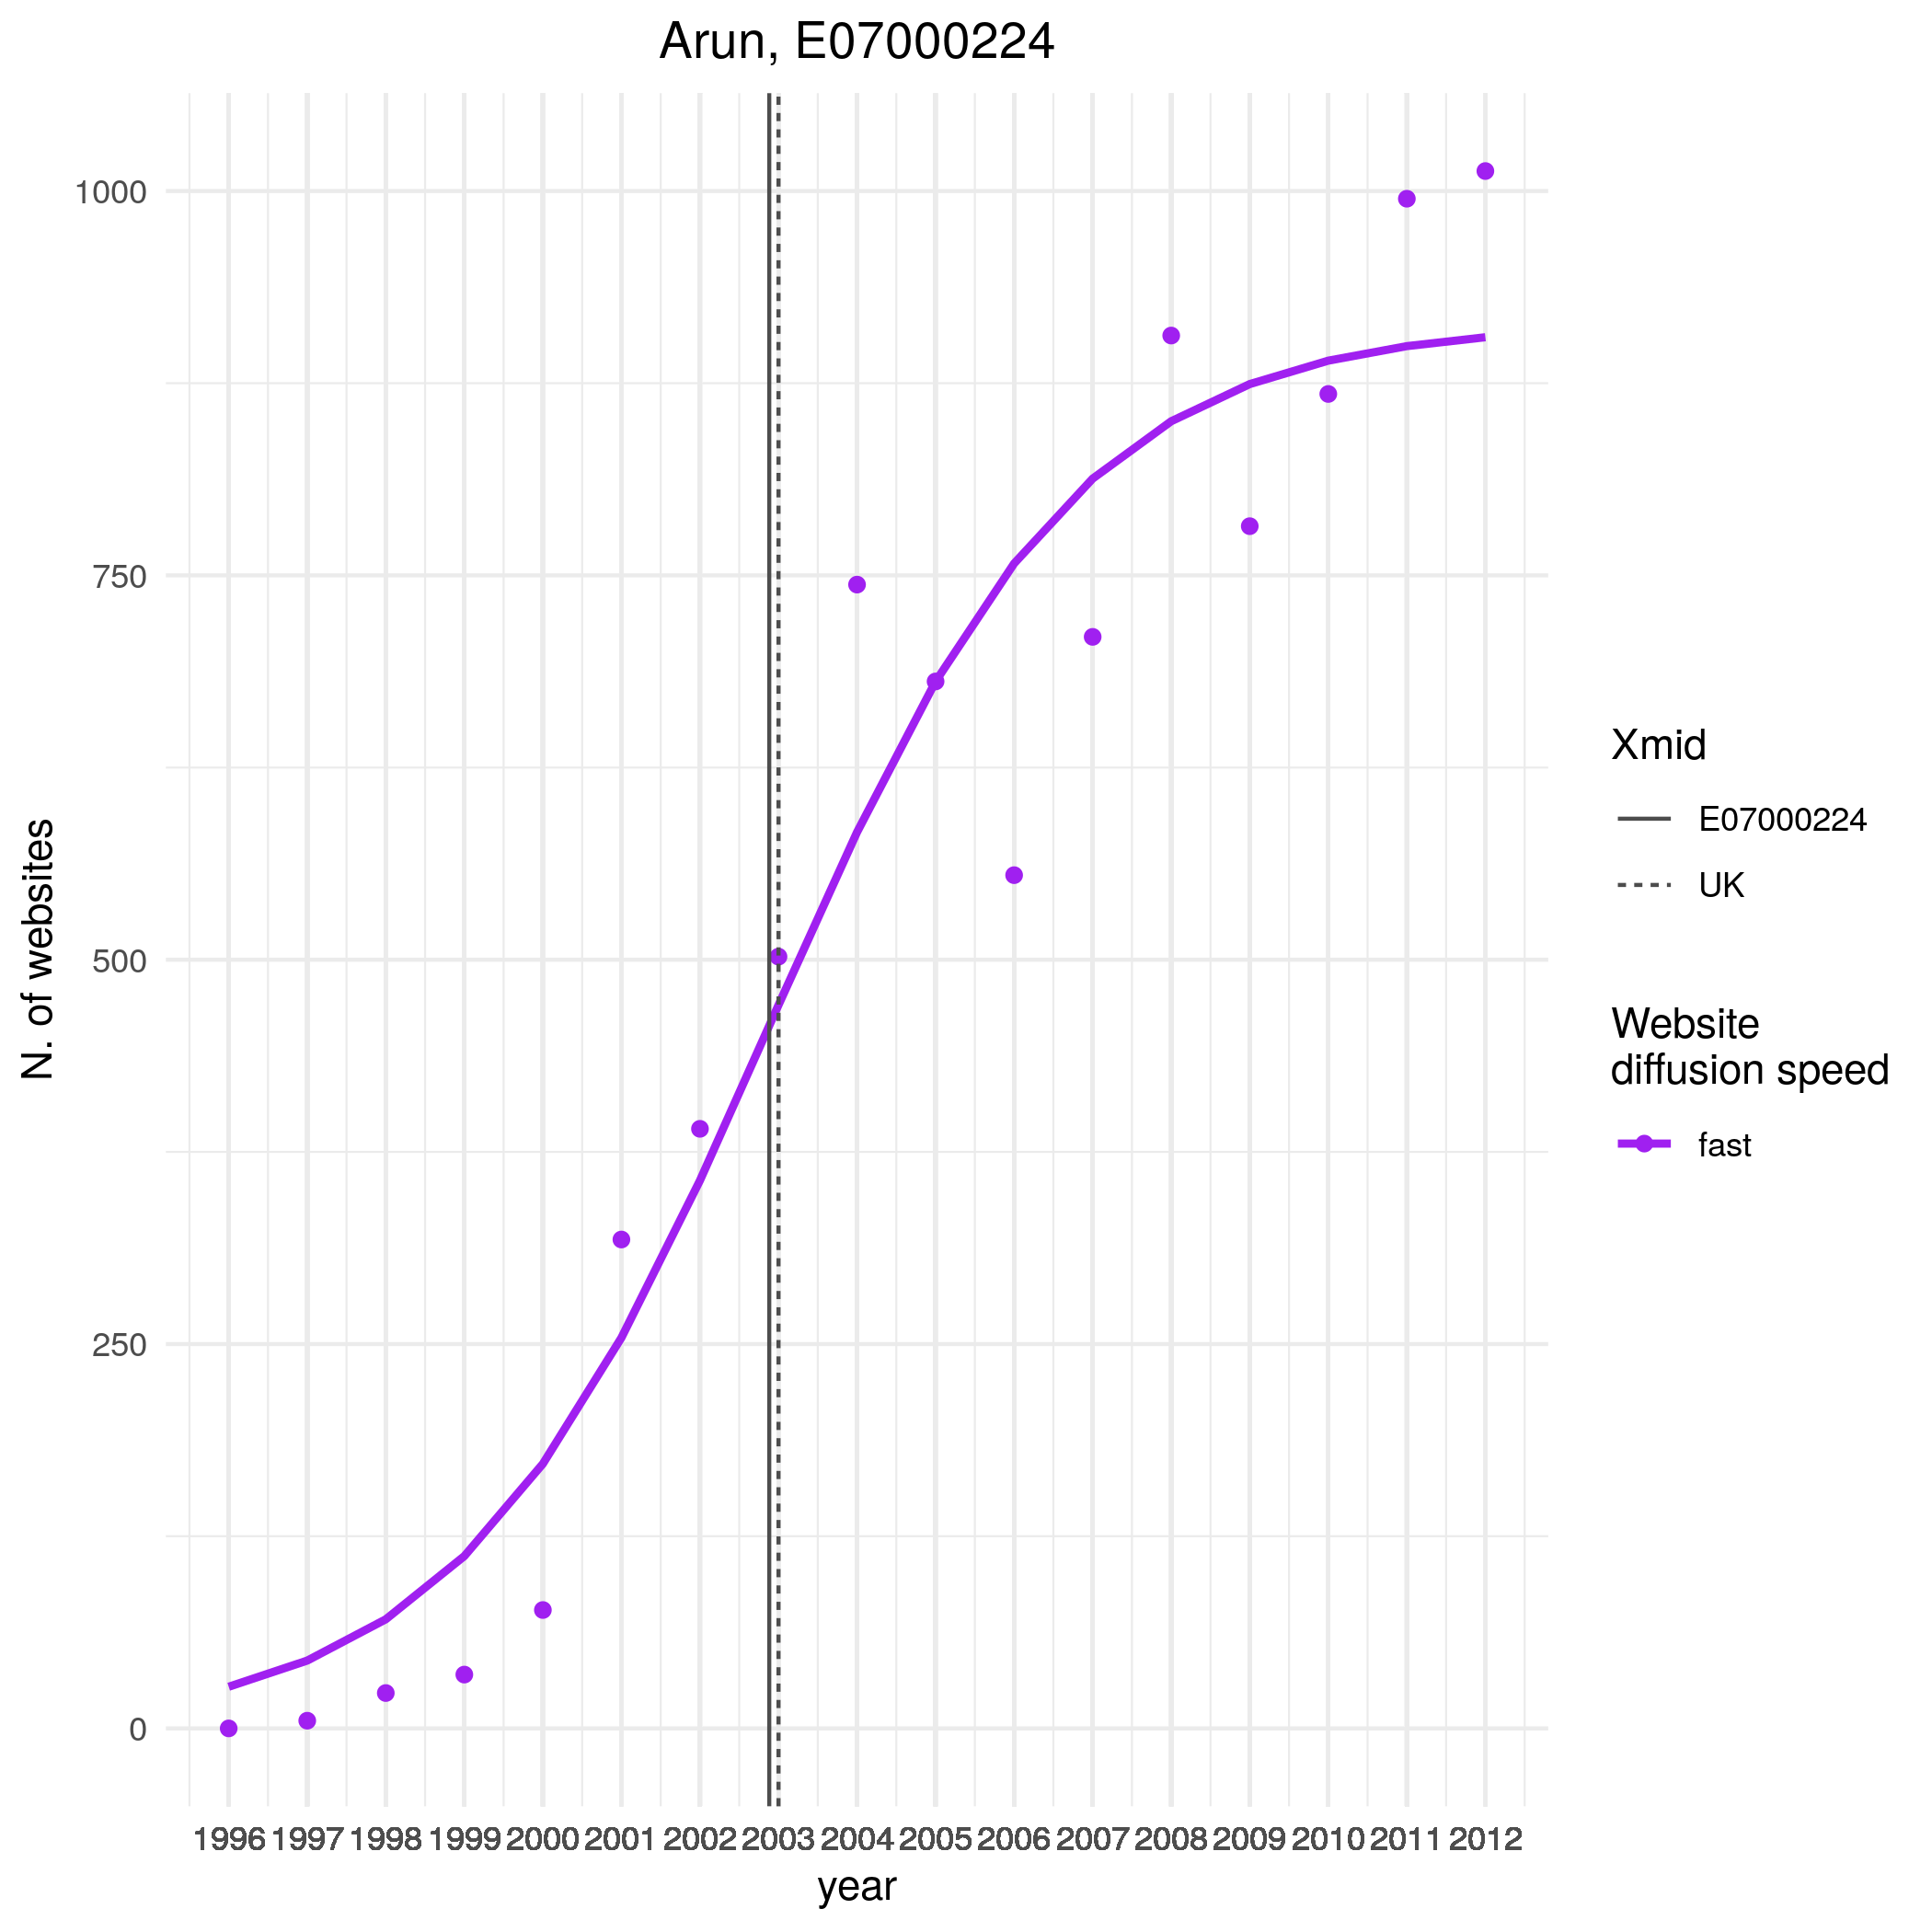 Arun, E07000224
1000
750
500
250
0
N. of websites
1996 1997 1998 1999 2000 2001 2002 2003 2004 2005 2006 2007 2008 2009 2010 2011 2012
year
Xmid
E07000224
UK
Website
diffusion speed
fast